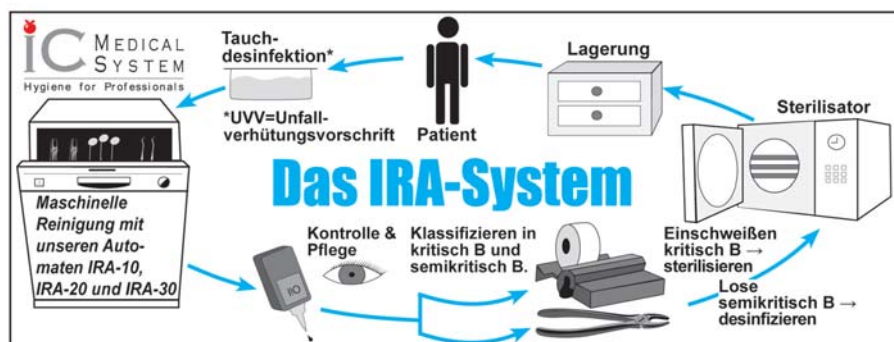 iC MEDICAL
SYSTEM
Hygiene for Professionals
Tauch-
desinfektion*
*UVV=Unfall-
verhütungsvorschrift
Patient
Lagerung
Sterilisator
Das IRA-System
Maschinelle
Reinigung mit
unseren Auto-
maten IRA-10,
IRA-20 und IRA-30
Kontrolle &
Pflege
Klassifizieren in
kritisch B und
semikritisch B.
Einschweißen
kritisch B →
sterilisieren
Lose
semikritisch B →
desinfizieren